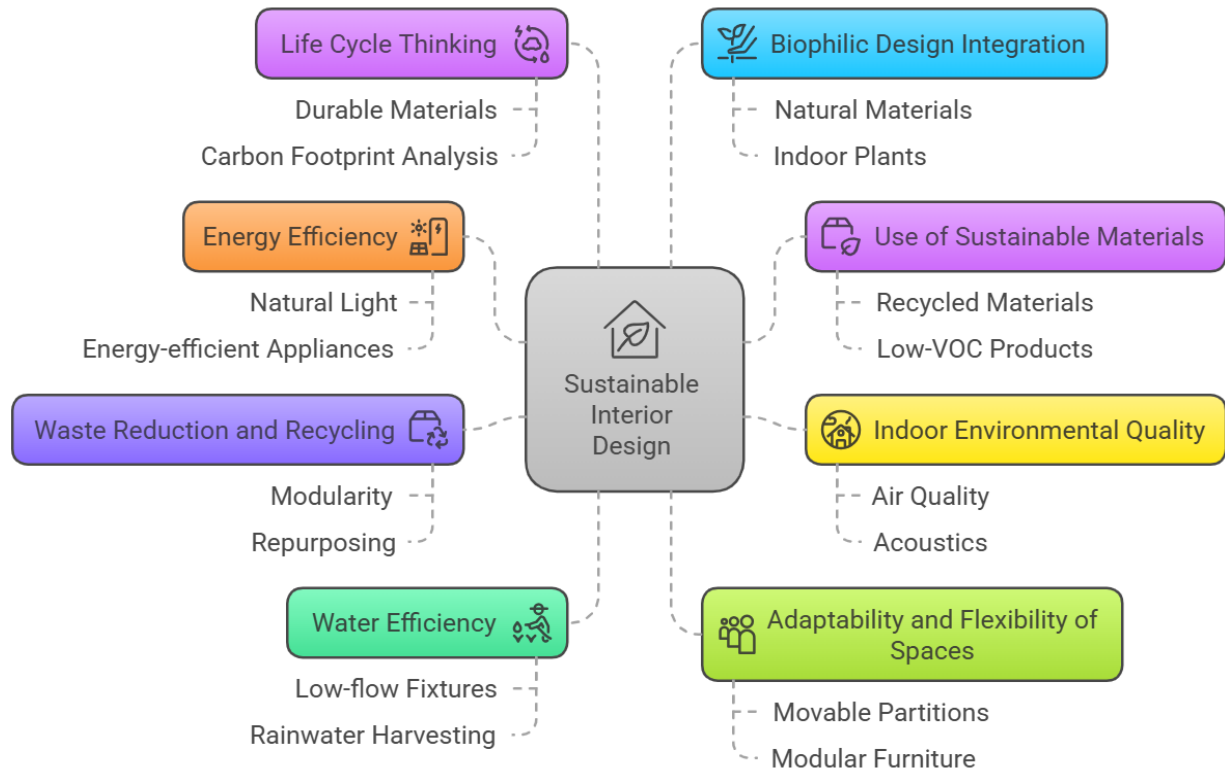 Life Cycle Thinking
Durable Materials
Carbon Footprint Analysis
Energy Efficiency
Natural Light
Energy-efficient Appliances
Waste Reduction and Recycling
Modularity
Repurposing
Water Efficiency
Low-flow Fixtures
Rainwater Harvesting
Sustainable
Interior
Design
Biophilic Design Integration
Natural Materials
Indoor Plants
Use of Sustainable Materials
Recycled Materials
Low-VOC Products
Indoor Environmental Quality
Air Quality
Acoustics
Adaptability and Flexibility of
Spaces
Movable Partitions
Modular Furniture